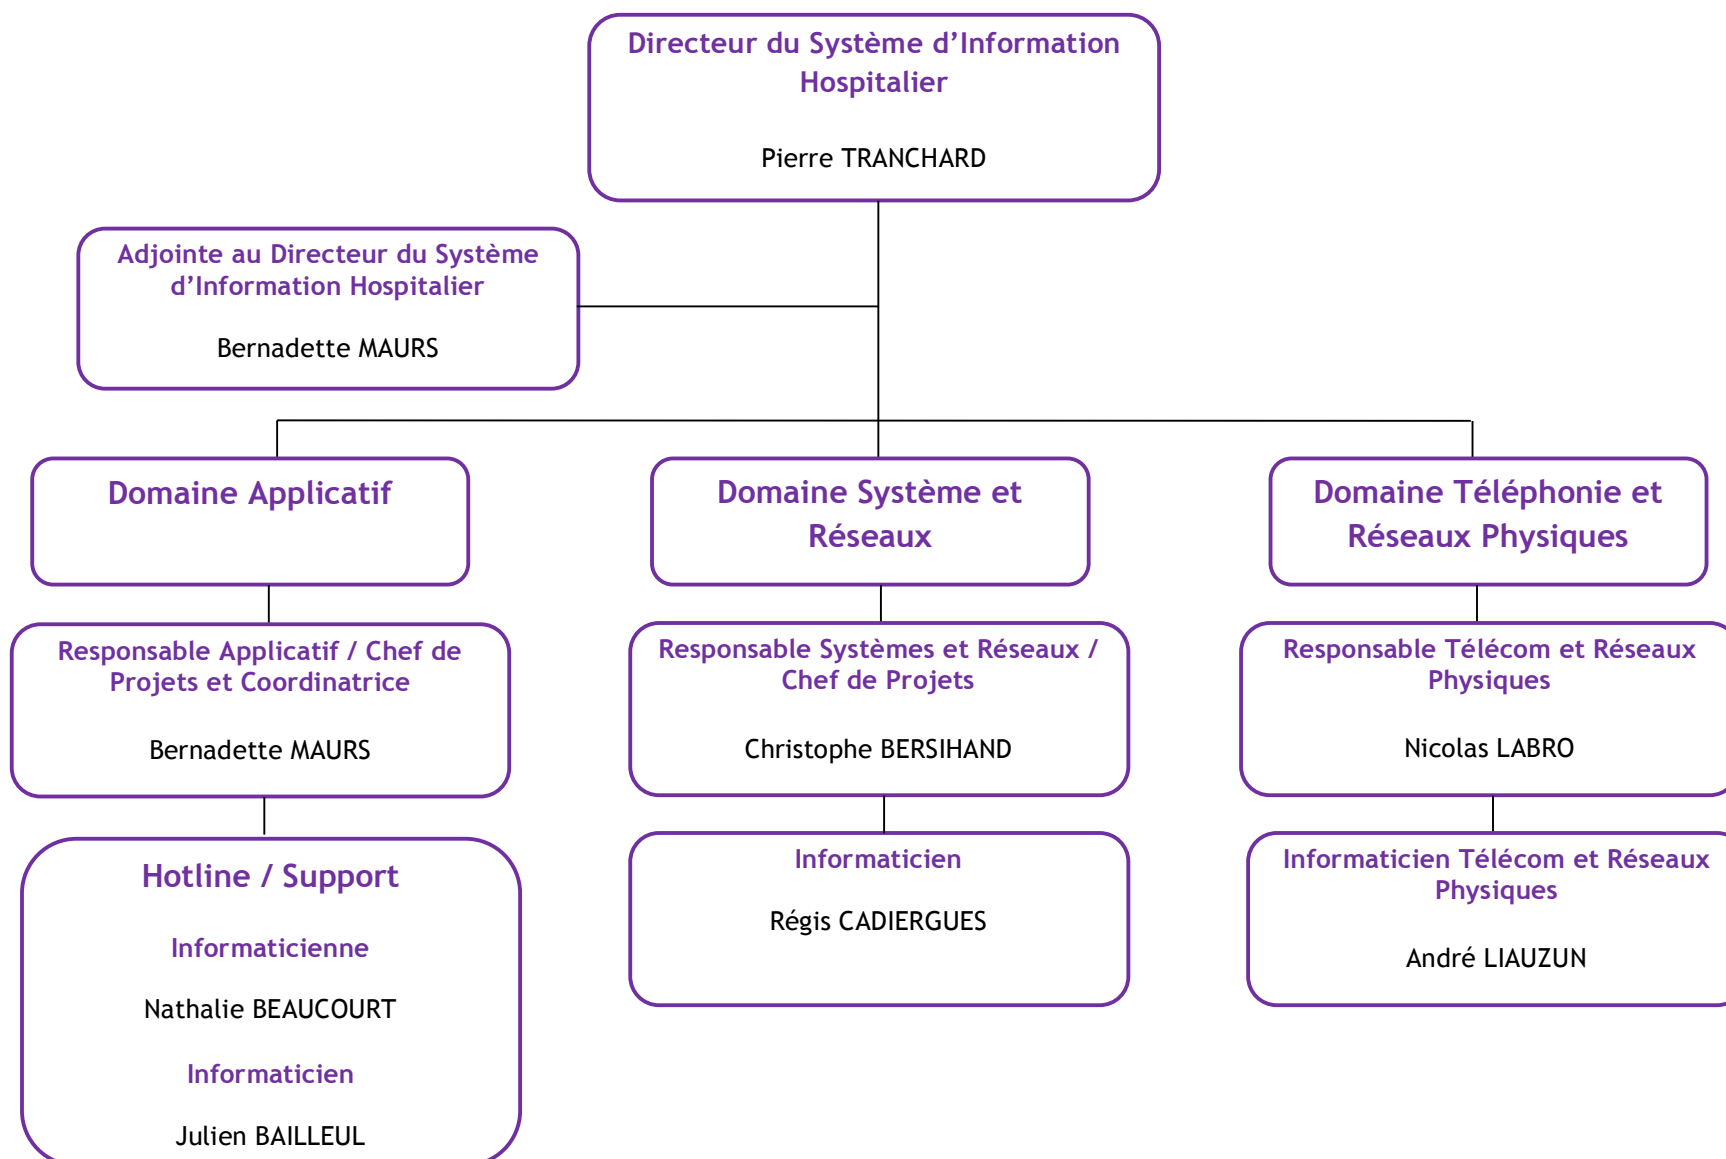 Directeur du Système d’Information
Hospitalier
Pierre TRANCHARD
Adjointe au Directeur du Système
d’Information Hospitalier
Bernadette MAURS
Domaine Applicatif
Domaine Système et
Réseaux
Domaine Téléphonie et
Réseaux Physiques
Responsable Applicatif / Chef de
Projets et Coordinatrice
Bernadette MAURS
Responsable Systèmes et Réseaux /
Chef de Projets
Christophe BERSIHAND
Responsable Télécom et Réseaux
Physiques
Nicolas LABRO
Hotline / Support
Informaticienne
Nathalie BEAUCOURT
Informaticien
Julien BAILLEUL
Informaticien
Régis CADIERGUES
Informaticien Télécom et Réseaux
Physiques
André LIAUZUN